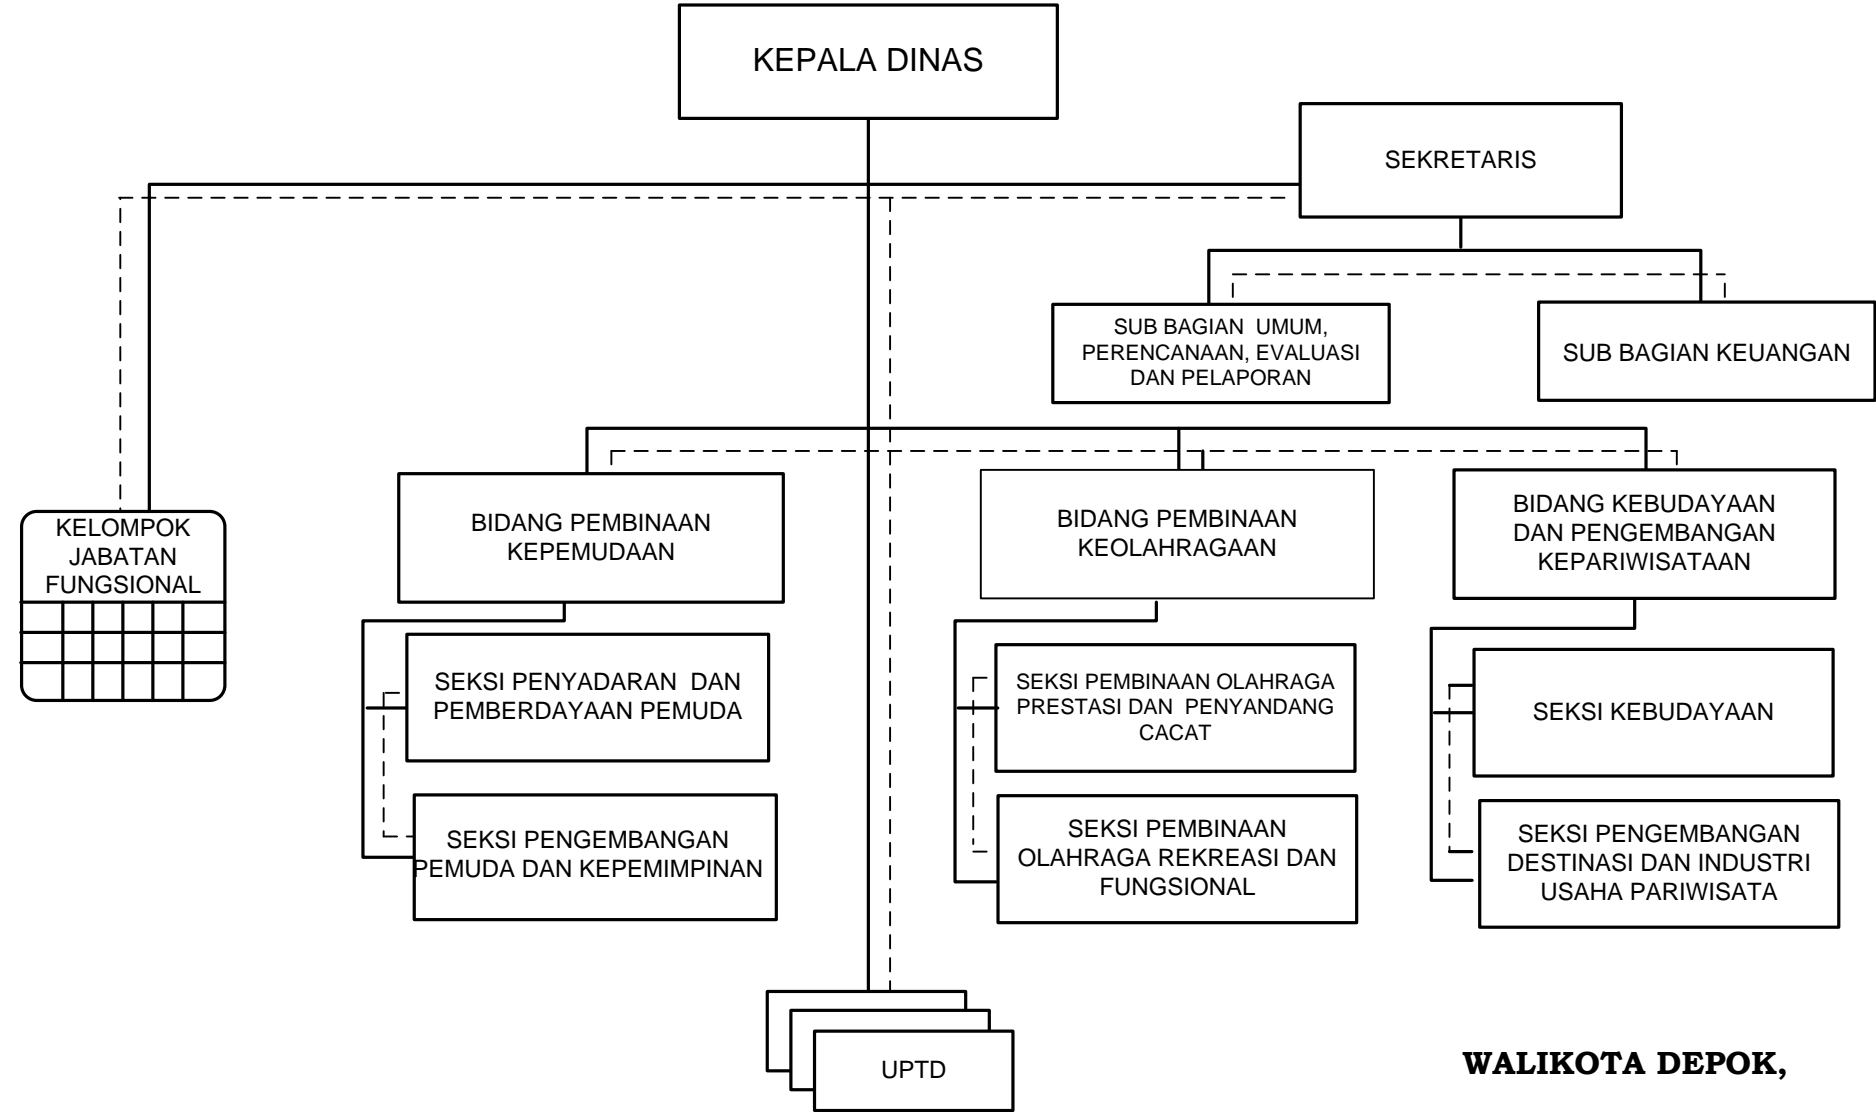 KEPALA DINAS
SEKRETARIS
SUB BAGIAN UMUM,
PERENCANAAN, EVALUASI
DAN PELAPORAN
SUB BAGIAN KEUANGAN
KELOMPOK
JABATAN
FUNGSIONAL
BIDANG PEMBINAAN
KEPEMUDAAN
BIDANG PEMBINAAN
KEOLAHRAGAAN
BIDANG KEBUDAYAAN
DAN PENGEMBANGAN
KEPARIWISATAAN
SEKSI PENYADARAN DAN
PEMBERDAYAAN PEMUDA
SEKSI PEMBINAAN OLAHRAGA
PRESTASI DAN PENYANDANG
CACAT
SEKSI KEBUDAYAAN
SEKSI PENGEMBANGAN
PEMUDA DAN KEPEMIMPINAN
SEKSI PEMBINAAN
OLAHRAGA REKREASI DAN
FUNGSIONAL
SEKSI PENGEMBANGAN
DESTINASI DAN INDUSTRI
USAHA PARIWISATA
UPTD
WALIKOTA DEPOK,